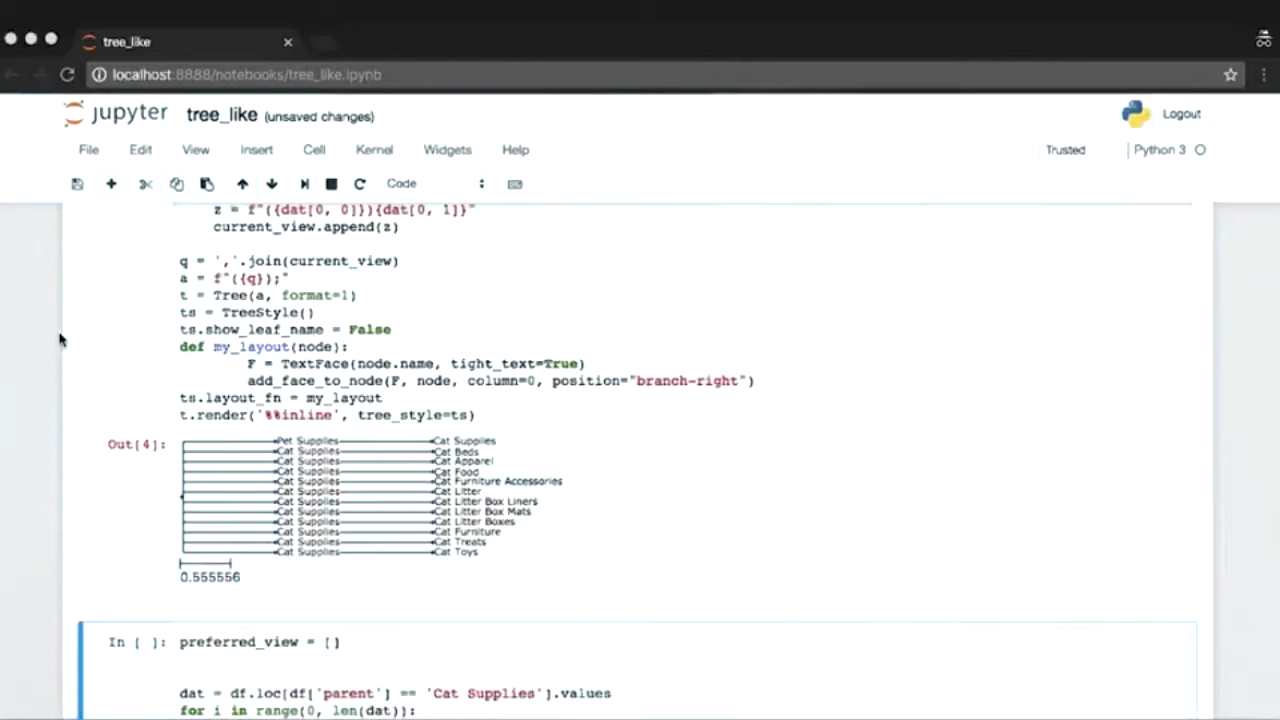 tree_like
localhost:8888/notebooks/tree_like.ipynb
jupyter tree_like (unsaved changes) Logout
File Edit View Insert Cell Kernel Widgets Help Trusted Python 3
Code
z = f"({dat[0, 0]}){dat[0, 1]}"
current_view.append(z)
q = ','.join(current_view)
a = f"({q});"
t = Tree(a, format=1)
ts = TreeStyle()
ts.show_leaf_name = False
def my_layout(node):
F = TextFace(node.name, tight_text=True)
add_face_to_node(F, node, column=0, position="branch-right")
ts.layout_fn = my_layout
t.render('%%inline', tree_style=ts)
Out[4]:
Pet Supplies Cat Supplies
Cat Supplies Cat Beds
Cat Supplies Cat Apparel
Cat Supplies Cat Food
Cat Supplies Cat Furniture Accessories
Cat Supplies Cat Litter
Cat Supplies Cat Litter Box Liners
Cat Supplies Cat Litter Box Mats
Cat Supplies Cat Litter Boxes
Cat Supplies Cat Furniture
Cat Supplies Cat Treats
Cat Supplies Cat Toys
0.555556
In [ ]: preferred_view = []
dat = df.loc[df['parent'] == 'Cat Supplies'].values
for i in range(0, len(dat)):